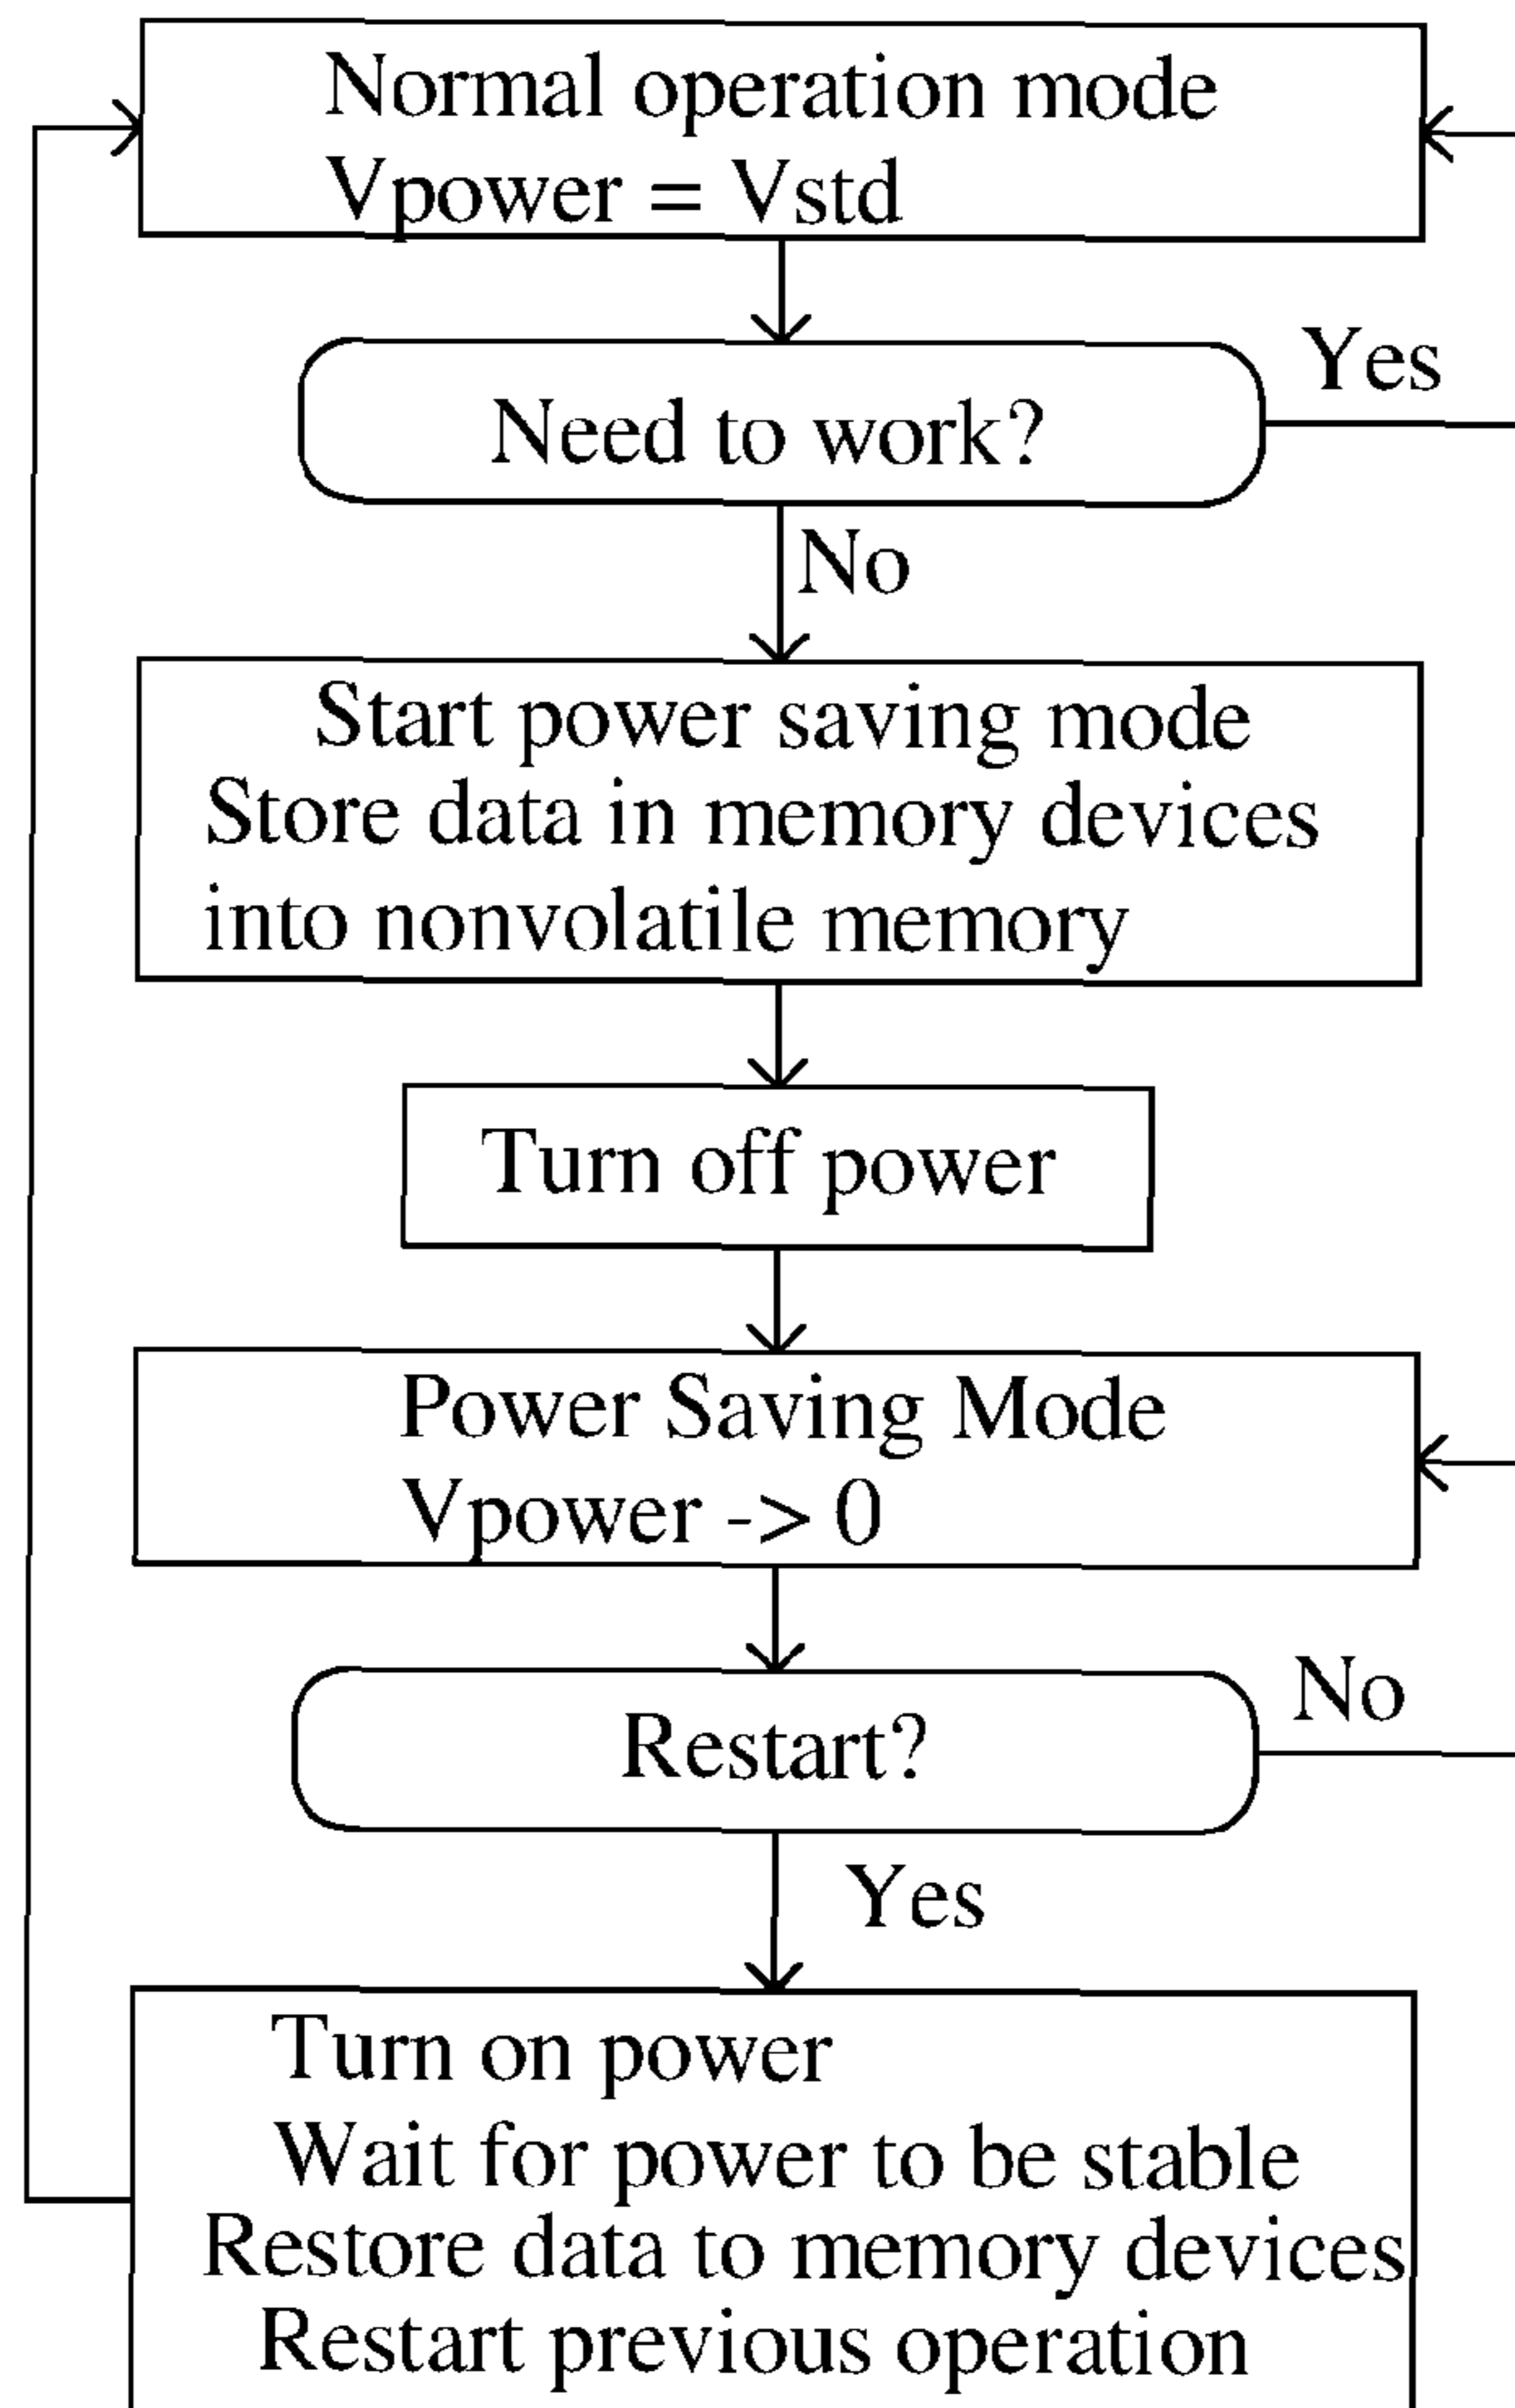 Normal operation mode
Vpower = Vstd
Need to work?
Yes
No
Start power saving mode
Store data in memory devices
into nonvolatile memory
Turn off power
Power Saving Mode
Vpower -> 0
Restart?
No
Yes
Turn on power
Wait for power to be stable
Restore data to memory devices
Restart previous operation